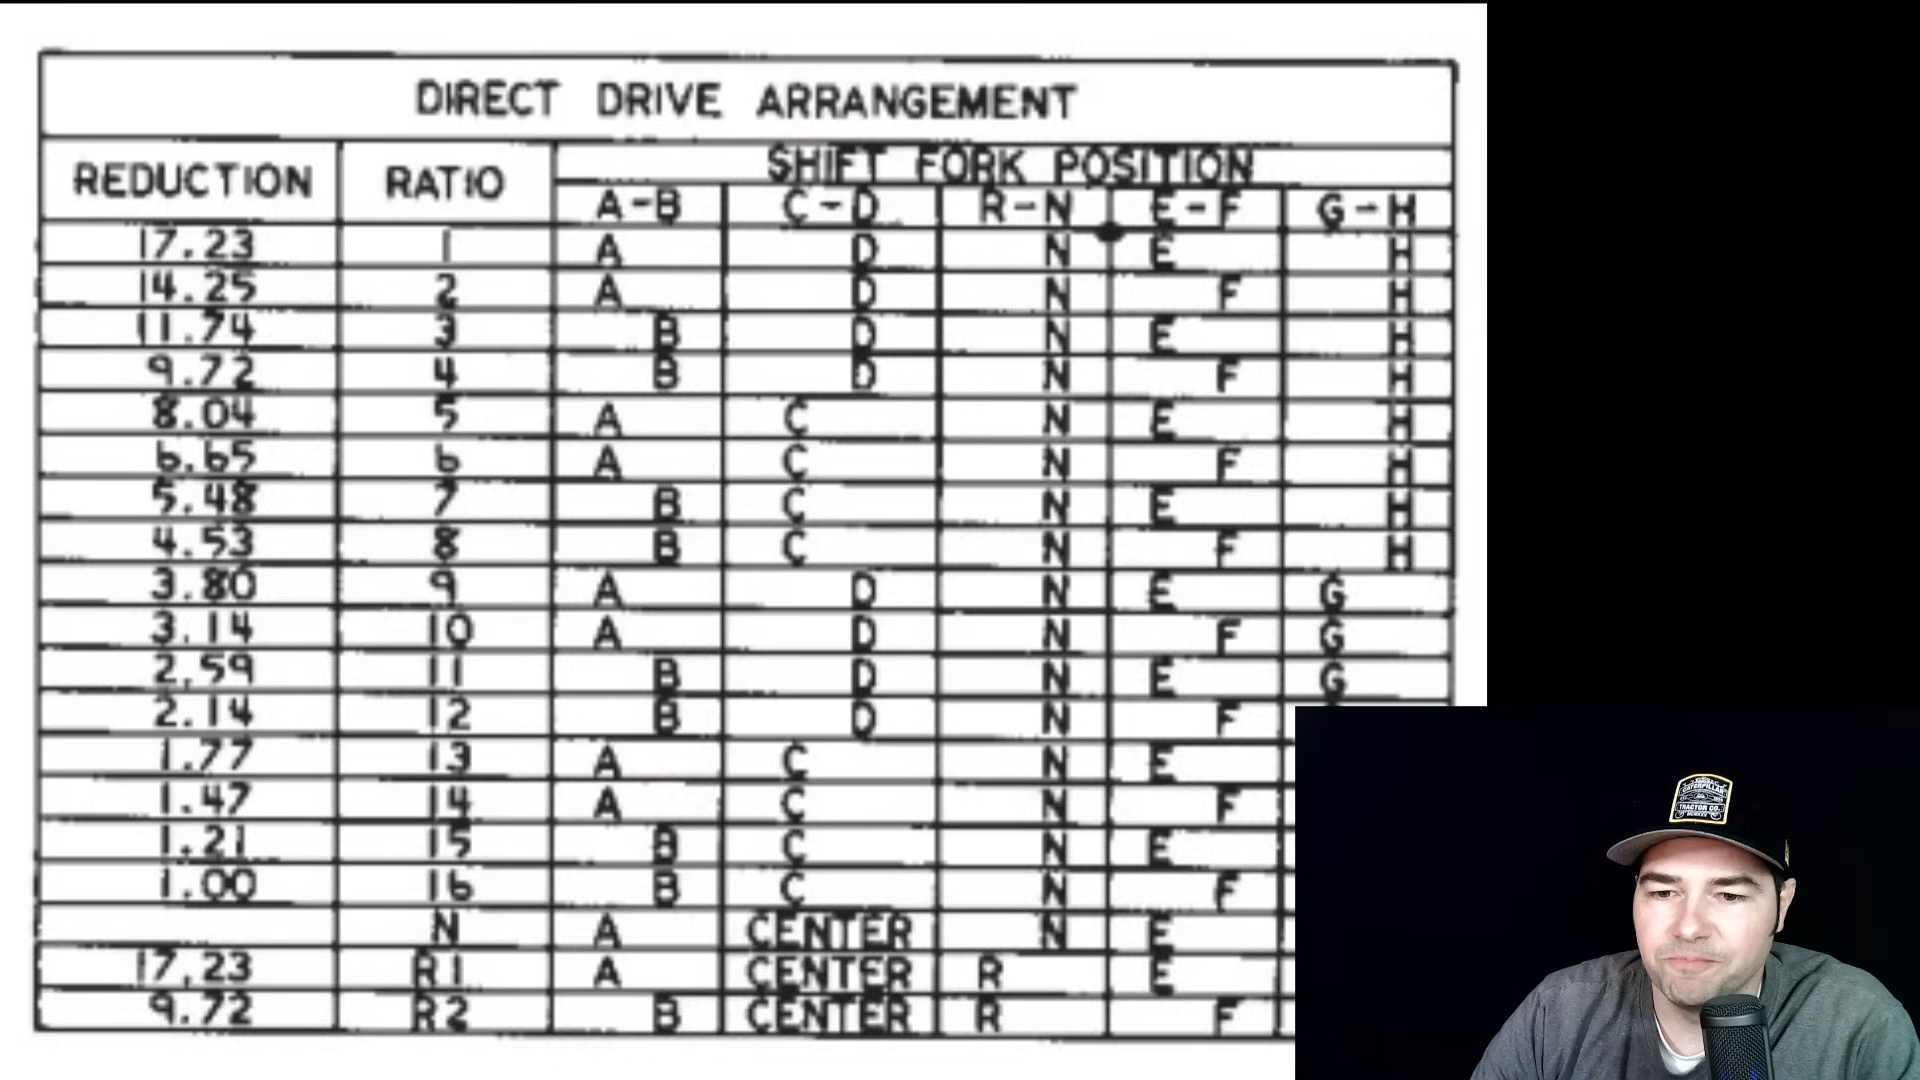 DIRECT DRIVE ARRANGEMENT
REDUCTION RATIO SHIFT FORK POSITION
A-B C-D R-N E-F G-H
17.23 1 A D N E H
14.25 2 A D N F H
11.74 3 B D N E H
9.72 4 B D N F H
8.04 5 A C N E H
6.65 6 A C N F H
5.48 7 B C N E H
4.53 8 B C N F H
3.80 9 A D N E G
3.14 10 A D N F G
2.59 11 B D N E G
2.14 12 B D N F
1.77 13 A C N E
1.47 14 A C N F
1.21 15 B C N E
1.00 16 B C N F
N A CENTER N E
17.23 R1 A CENTER R E
9.72 R2 B CENTER R F
CATERPILLAR
TRACTOR CO.